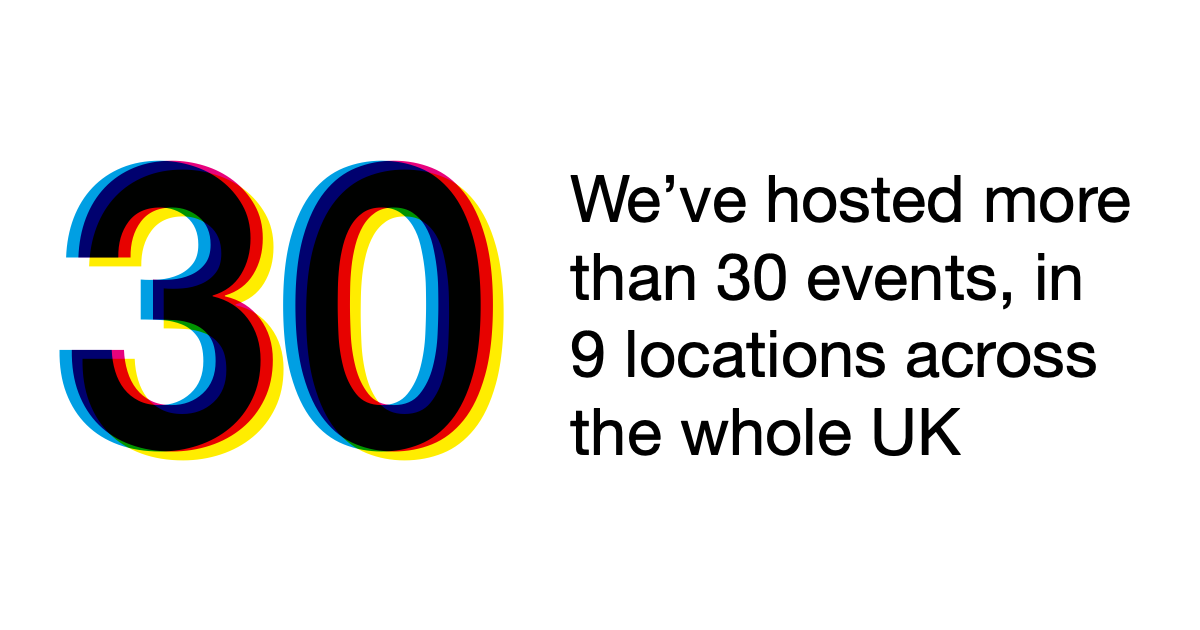 30
We’ve hosted more
than 30 events, in
9 locations across
the whole UK